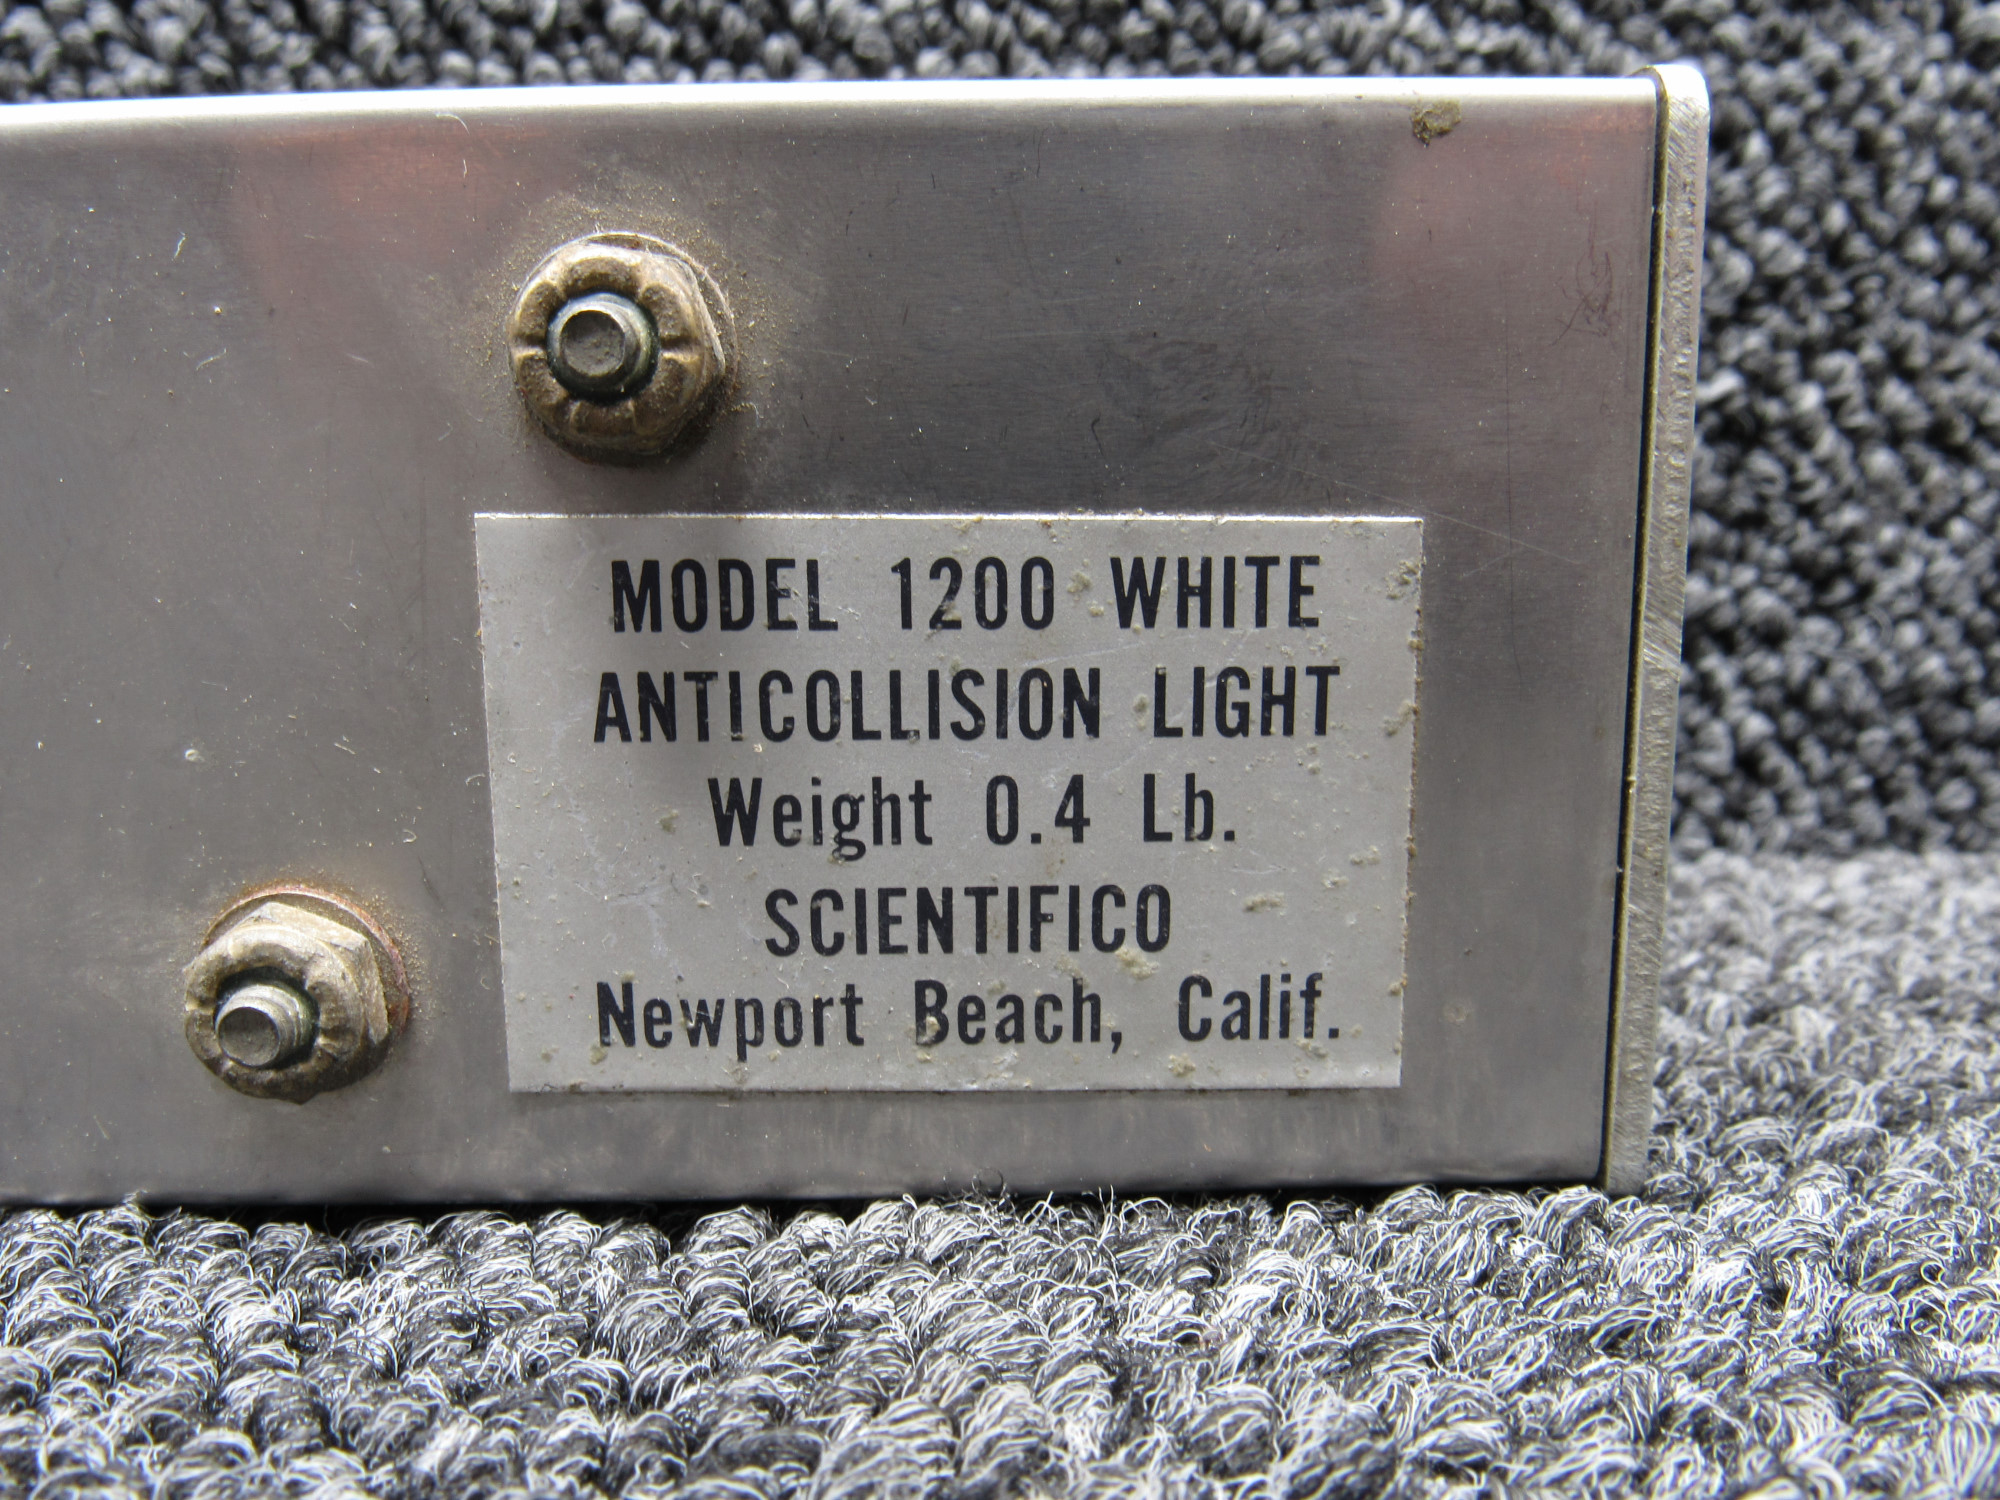 MODEL 1200 WHITE
ANTICOLLISION LIGHT
Weight 0.4 Lb.
SCIENTIFICO
Newport Beach, Calif.